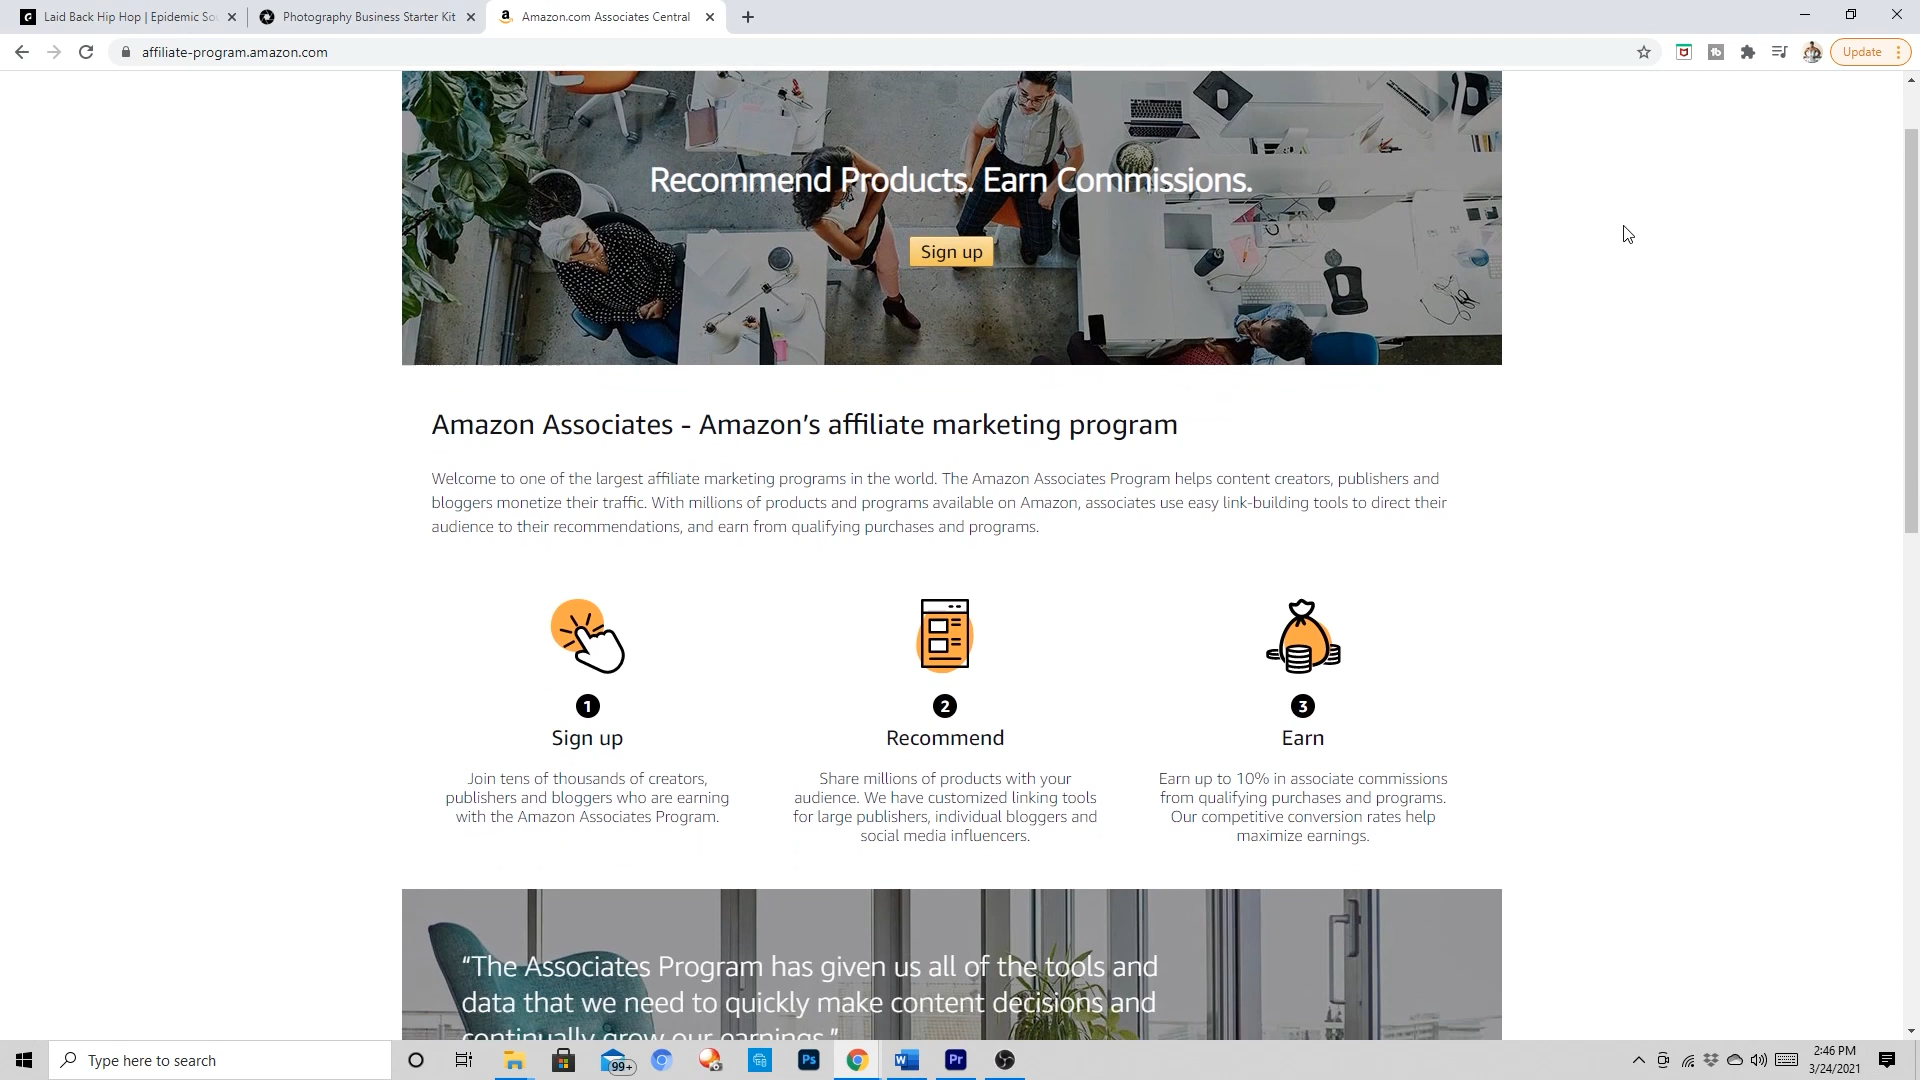 Laid Back Hip Hop | Epidemic So
Photography Business Starter Kit
Amazon.com Associates Central
affiliate-program.amazon.com
Update
Recommend Products. Earn Commissions.
Sign up
Amazon Associates - Amazon's affiliate marketing program
Welcome to one of the largest affiliate marketing programs in the world. The Amazon Associates Program helps content creators, publishers and
bloggers monetize their traffic. With millions of products and programs available on Amazon, associates use easy link-building tools to direct their
audience to their recommendations, and earn from qualifying purchases and programs.
1
Sign up
Join tens of thousands of creators,
publishers and bloggers who are earning
with the Amazon Associates Program.
2
Recommend
Share millions of products with your
audience. We have customized linking tools
for large publishers, individual bloggers and
social media influencers.
3
Earn
Earn up to 10% in associate commissions
from qualifying purchases and programs.
Our competitive conversion rates help
maximize earnings.
“The Associates Program has given us all of the tools and
data that we need to quickly make content decisions and
continually grow our earnings.”
Type here to search
99+
Ps
Pr
2:46 PM
3/24/2021